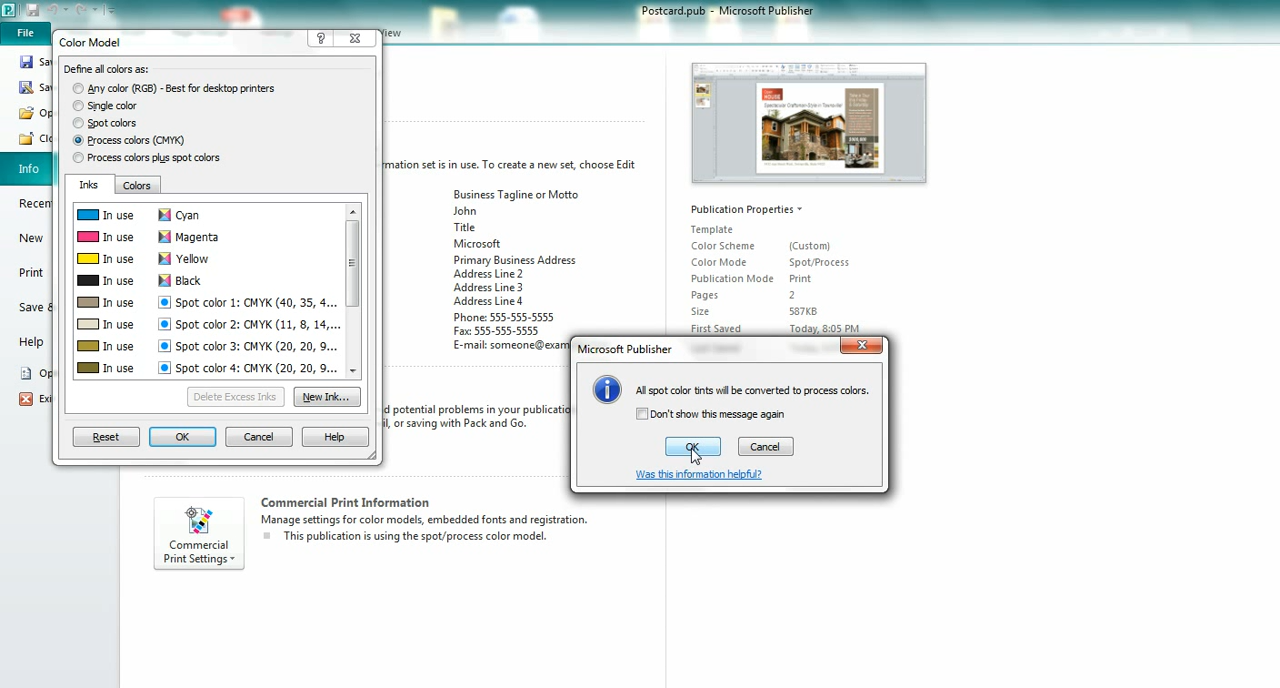 Postcard.pub - Microsoft Publisher
File
View
Color Model
Define all colors as:
Any color (RGB) - Best for desktop printers
Single color
Spot colors
Process colors (CMYK)
Process colors plus spot colors
Inks Colors
In use Cyan
In use Magenta
In use Yellow
In use Black
In use Spot color 1: CMYK (40, 35, 4...
In use Spot color 2: CMYK (11, 8, 14,...
In use Spot color 3: CMYK (20, 20, 9...
In use Spot color 4: CMYK (20, 20, 9...
Delete Excess Inks New Ink...
Reset OK Cancel Help
Info
New
Print
Save &
Help
rmation set is in use. To create a new set, choose Edit
Business Tagline or Motto
John
Title
Microsoft
Primary Business Address
Address Line 2
Address Line 3
Address Line 4
Phone: 555-555-5555
Fax: 555-555-5555
E-mail: someone@exam
d potential problems in your publicatio
il, or saving with Pack and Go.
Commercial
Print Settings
Commercial Print Information
Manage settings for color models, embedded fonts and registration.
This publication is using the spot/process color model.
HOUSE
Publication Properties
Template
Color Scheme (Custom)
Color Mode Spot/Process
Publication Mode Print
Pages 2
Size 587KB
First Saved Today, 8:05 PM
Microsoft Publisher
All spot color tints will be converted to process colors.
Don't show this message again
OK Cancel
Was this information helpful?